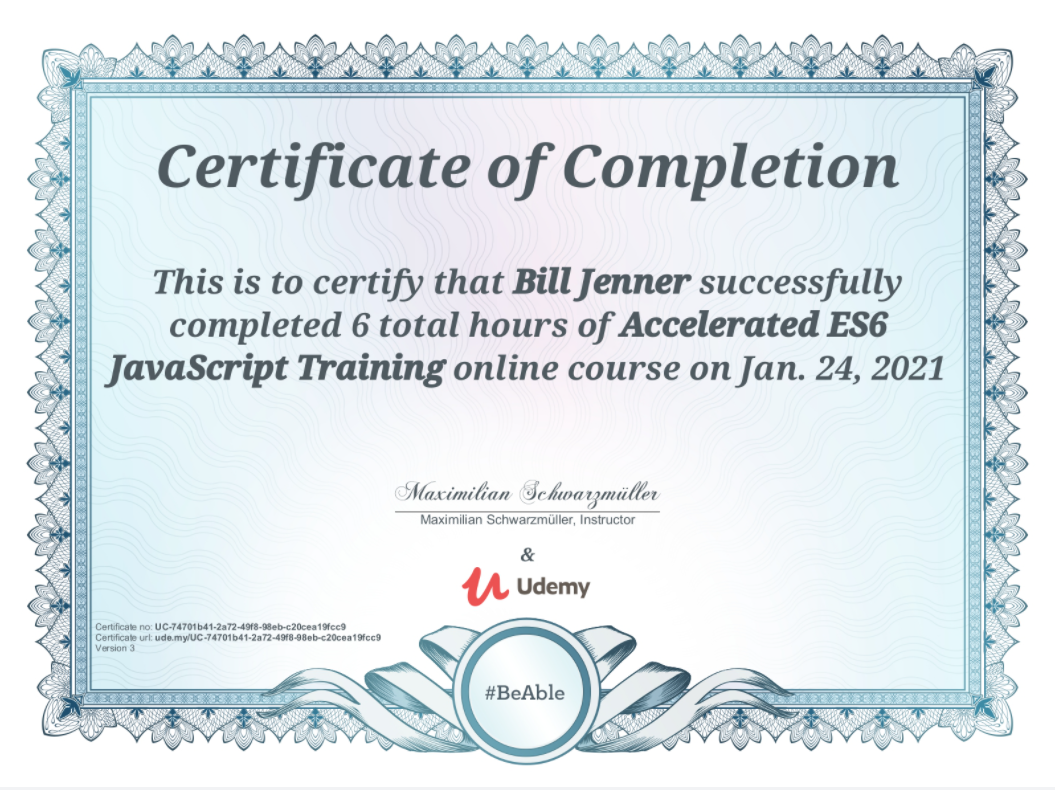 Certificate of Completion
This is to certify that Bill Jenner successfully
completed 6 total hours of Accelerated ES6
JavaScript Training online course on Jan. 24, 2021
Maximilian Schwarzmüller
Maximilian Schwarzmüller, Instructor
&
Udemy
Certificate no: UC-74701b41-2a72-49f8-98eb-c20cea19fcc9
Certificate url: ude.my/UC-74701b41-2a72-49f8-98eb-c20cea19fcc9
Version 3
#BeAble